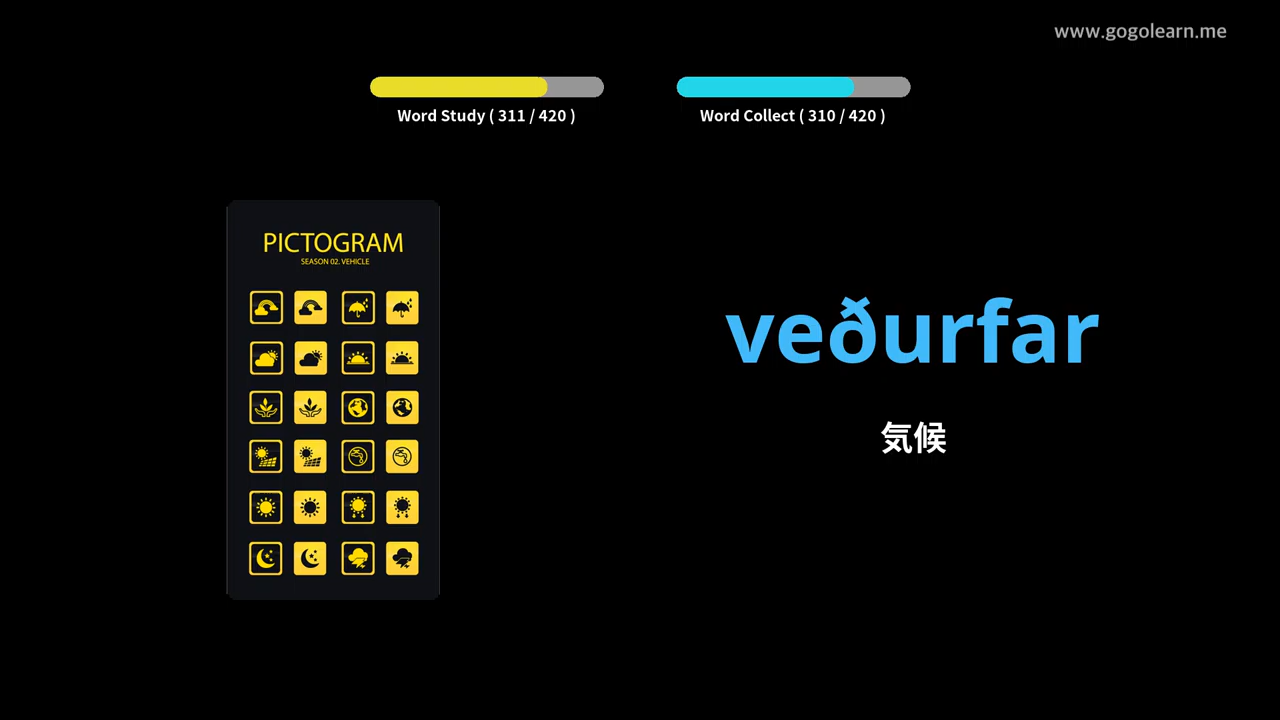 www.gogolearn.me
Word Study ( 311 / 420 )
Word Collect ( 310 / 420 )
PICTOGRAM
SEASON 02. VEHICLE
veðurfar
気候